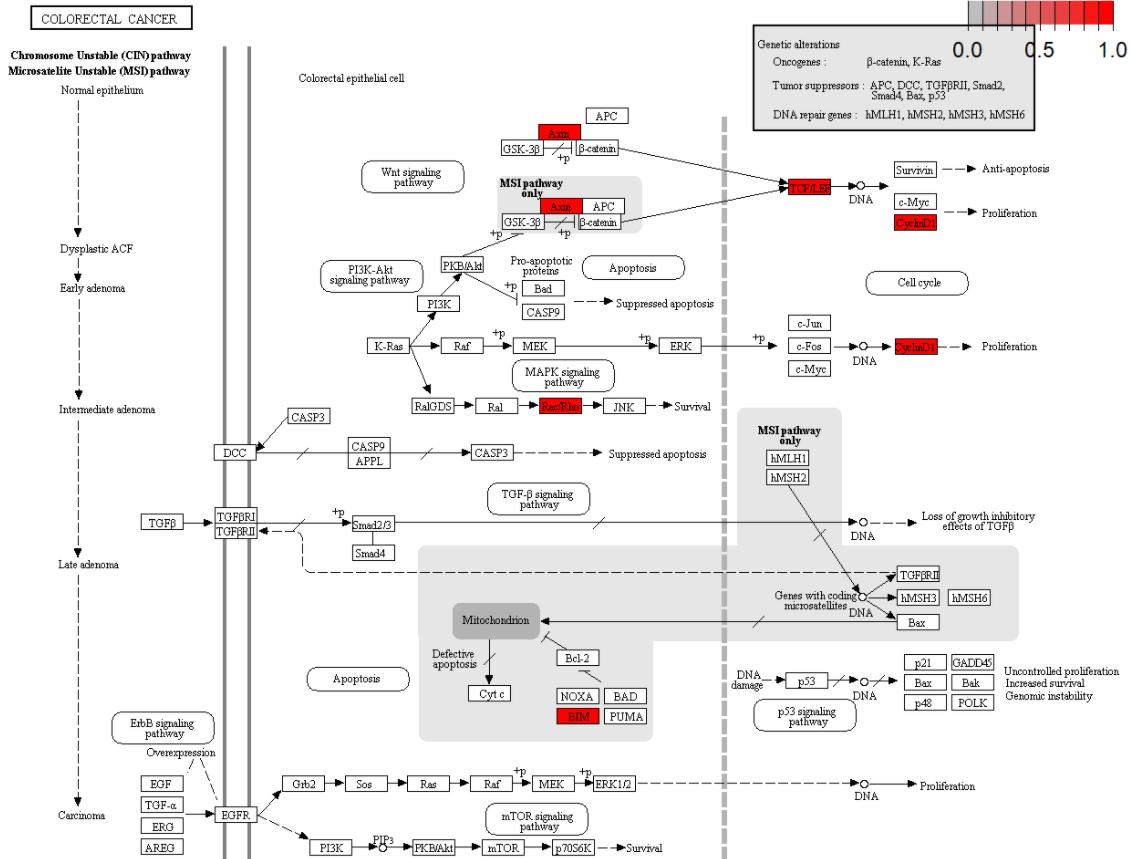 COLORECTAL CANCER
0.0 0.5 1.0
Chromosome Unstable (CIN) pathway
Microsatelite Unstable (MSI) pathway
Genetic alterations
Oncogenes : β-catenin, K-Ras
Tumor suppressors : APC, DCC, TGFβRII, Smad2,
Smad4, Bax, p53
DNA repair genes : hMLH1, hMSH2, hMSH3, hMSH6
Normal epithelium
Colorectal epithelial cell
APC
Axin
GSK-3β
β-catenin
+p
Wnt signaling
pathway
MSI pathway
only
Axin
APC
GSK-3β
β-catenin
+p
+p
TCF/LEF
DNA
Survivin
Anti-apoptosis
c-Myc
CyclinD1
Proliferation
Dysplastic ACF
Early adenoma
PI3K-Akt
signaling pathway
PKB/Akt
Pro-apoptotic
proteins
Apoptosis
Cell cycle
PI3K
+p
Bad
CASP9
Suppressed apoptosis
K-Ras
Raf
+p
MEK
+p
ERK
+p
c-Jun
c-Fos
c-Myc
DNA
CyclinD1
Proliferation
MAPK signaling
pathway
Intermediate adenoma
RalGDS
Ral
Rac/Rho
JNK
Survival
CASP3
DCC
CASP9
APPL
CASP3
Suppressed apoptosis
MSI pathway
only
hMLH1
hMSH2
TGF-β signaling
pathway
TGFβ
TGFβRI
TGFβRII
+p
Smad2/3
Smad4
DNA
Loss of growth inhibitory
effects of TGFβ
Late adenoma
TGFβRII
Genes with coding
microsatellites
DNA
hMSH3
hMSH6
Bax
Mitochondrion
Defective
apoptosis
Bcl-2
Cyt c
NOXA
BAD
BIM
PUMA
Apoptosis
DNA
damage
p53
DNA
p21
GADD45
Bax
Bak
p48
POLK
Uncontrolled proliferation
Increased survival
Genomic instability
p53 signaling
pathway
ErbB signaling
pathway
Overexpression
EGF
TGF-α
ERG
AREG
EGFR
Grb2
Sos
Ras
Raf
+p
MEK
+p
ERK1/2
DNA
Proliferation
mTOR signaling
pathway
Carcinoma
PI3K
PIP3
PKB/Akt
mTOR
p70S6K
Survival